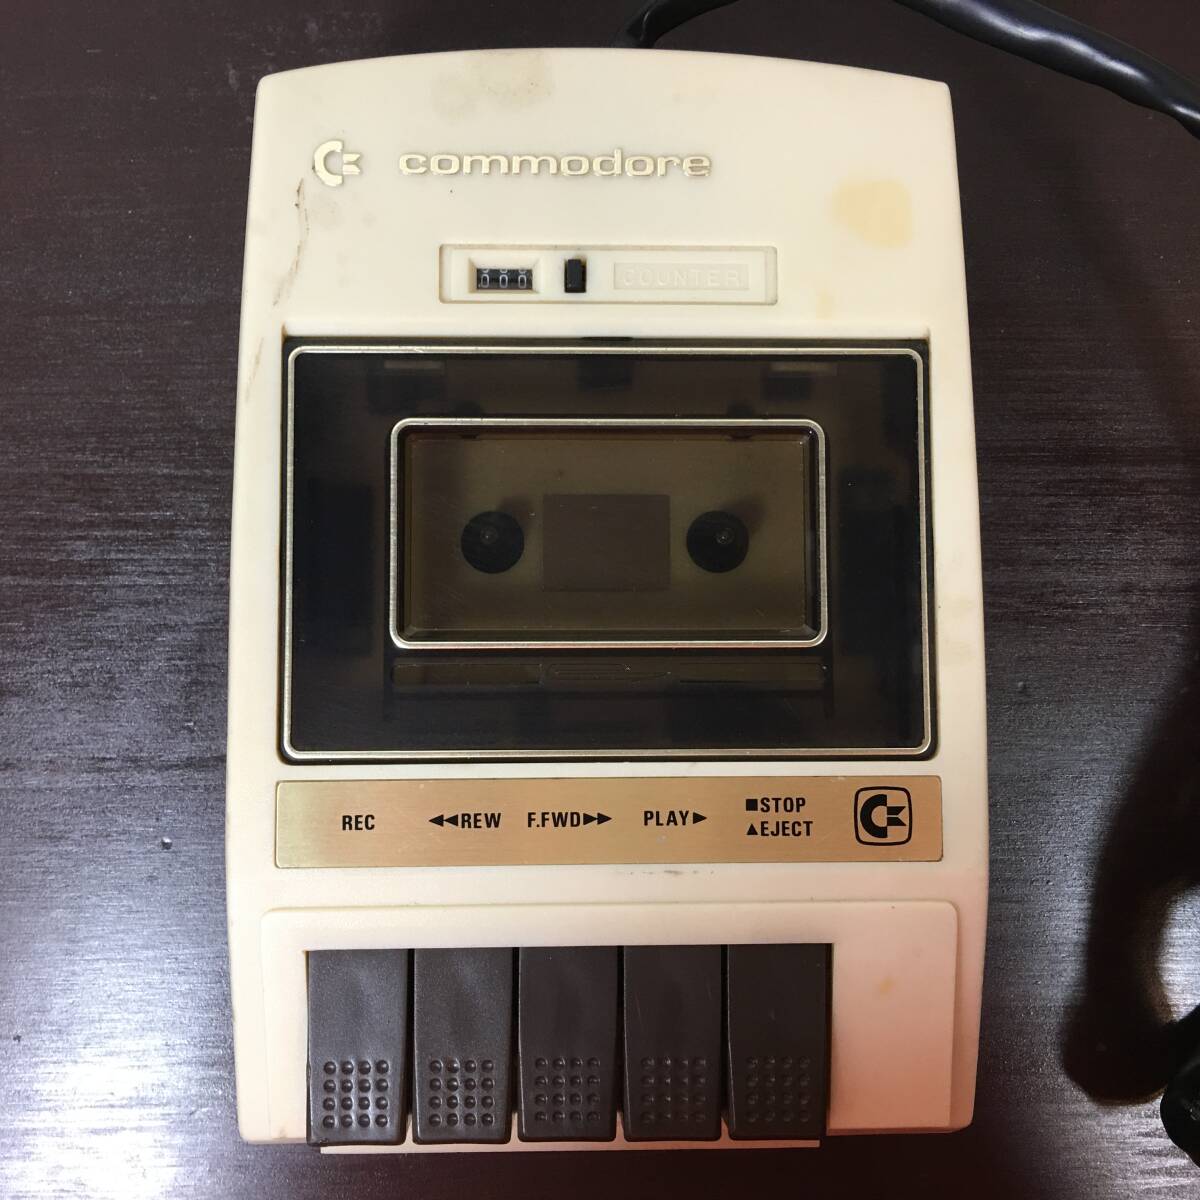 commodore
000 COUNTER
REC ◀◀REW F.FWD▶▶ PLAY▶ ■STOP
▲EJECT